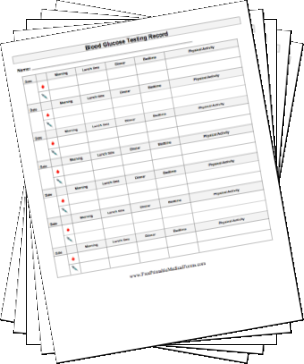 Blood Glucose Testing Record
Name:
Date Morning Lunch time Dinner Bedtime Physical Activity
Date Morning Lunch time Dinner Bedtime Physical Activity
Date Morning Lunch time Dinner Bedtime Physical Activity
Date Morning Lunch time Dinner Bedtime Physical Activity
Date Morning Lunch time Dinner Bedtime Physical Activity
Date Morning Lunch time Dinner Bedtime Physical Activity
Date Morning Lunch time Dinner Bedtime Physical Activity
www.FreePrintableMedicalForms.com